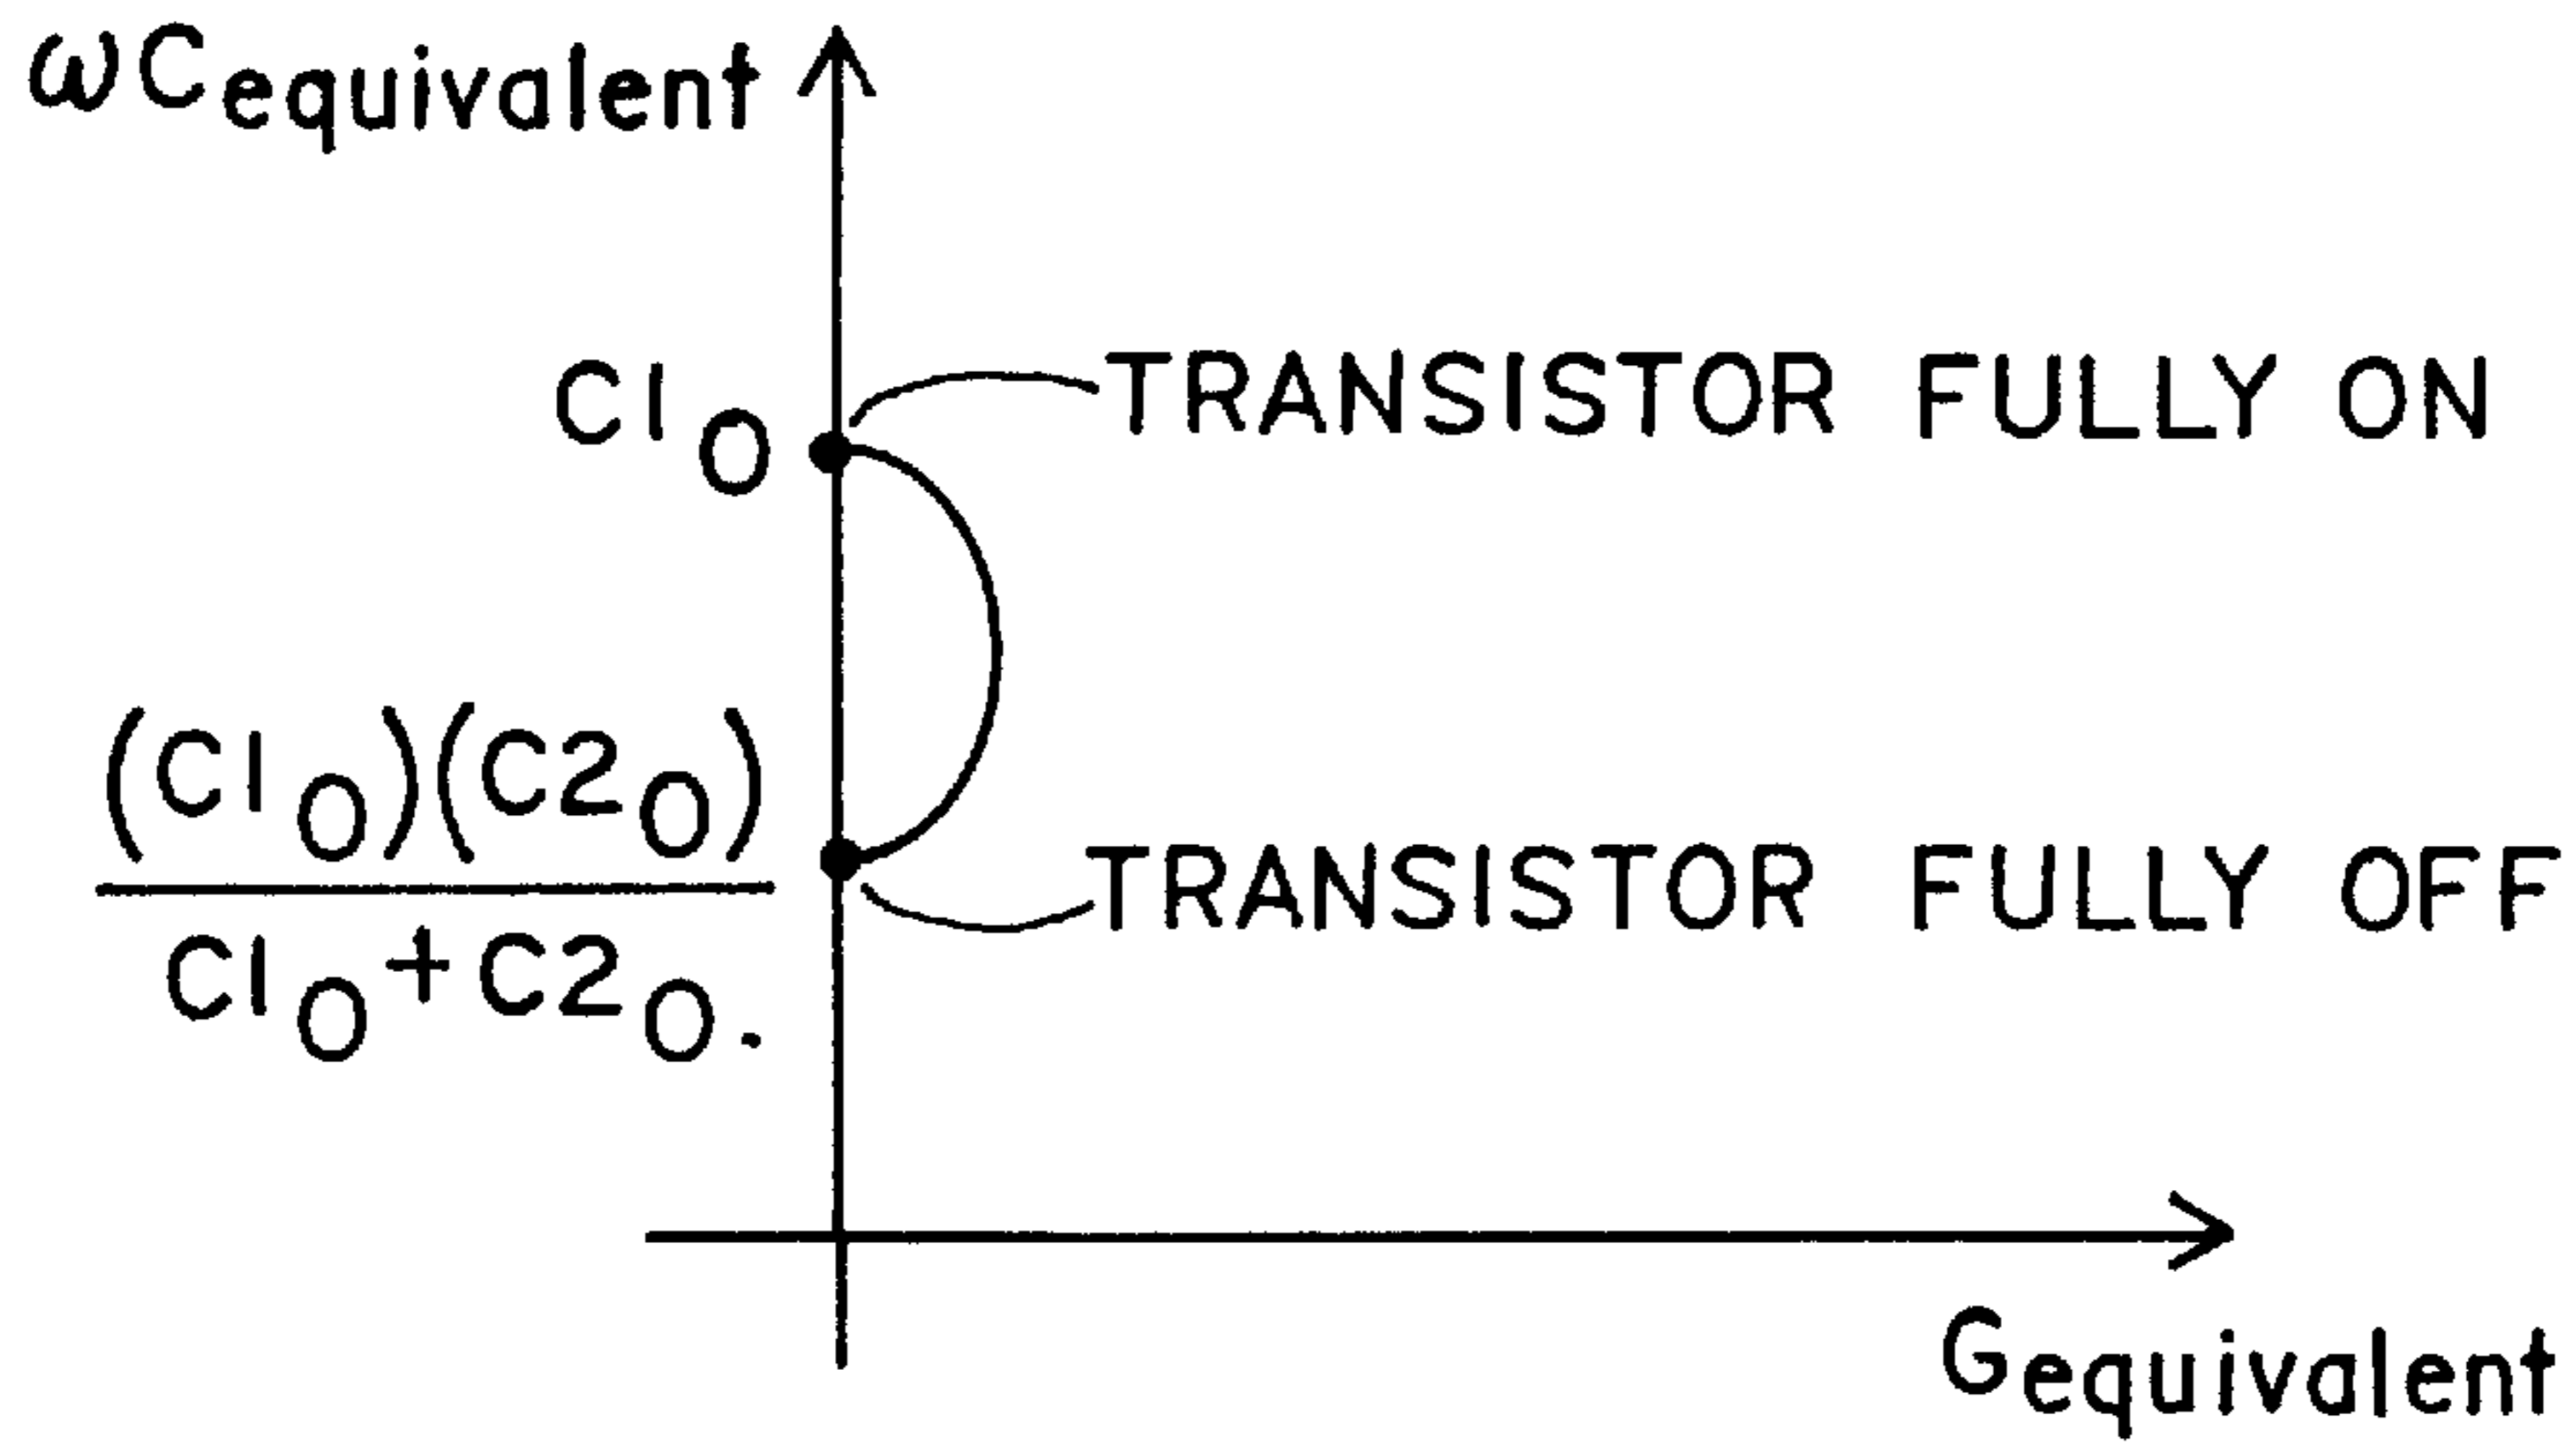 ωCequivalent
C1O TRANSISTOR FULLY ON
(C1O)(C2O)
TRANSISTOR FULLY OFF
C1O+C2O.
Gequivalent